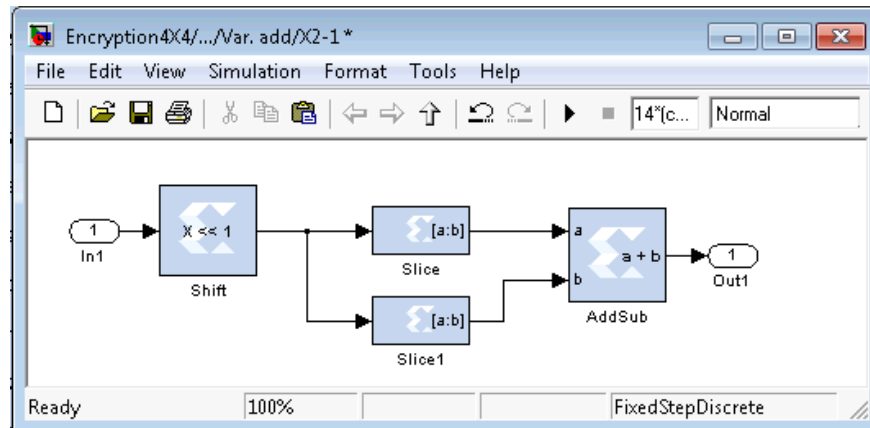 Encryption4X4/.../Var. add/X2-1 *
File Edit View Simulation Format Tools Help
14*(c... Normal
1
In1
X << 1
Shift
[a:b]
Slice
[a:b]
Slice1
a
b
a + b
AddSub
1
Out1
Ready 100% FixedStepDiscrete